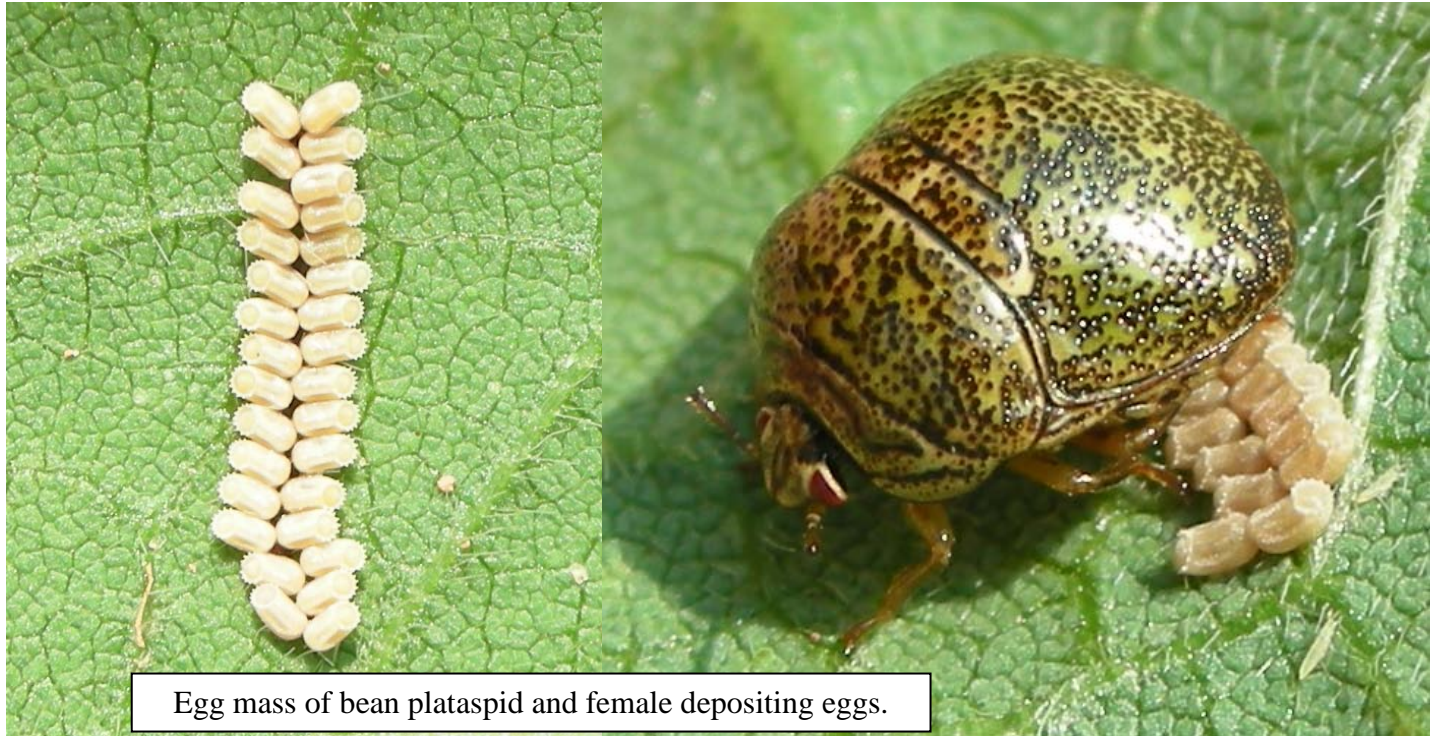 Egg mass of bean plataspid and female depositing eggs.